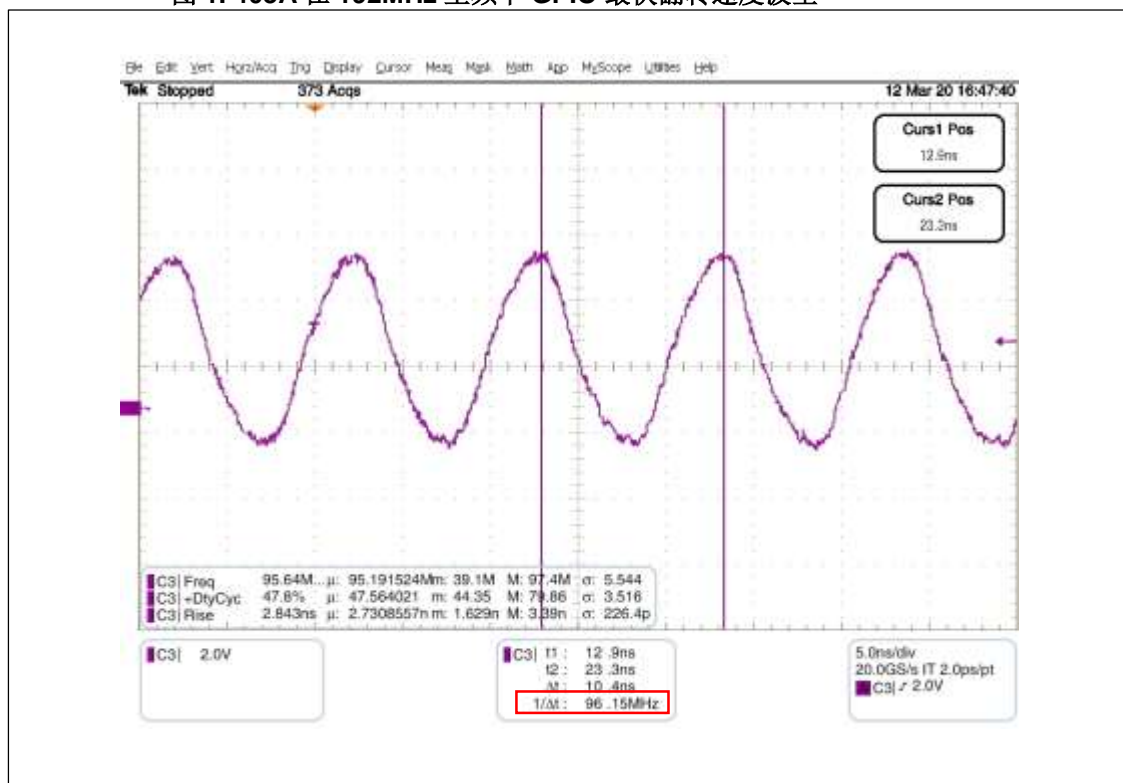 File Edit Vert Horz/Acq Trig Display Cursor Meas Mask Math App MyScope Utilities Help
Tek Stopped 373 Acqs 12 Mar 20 16:47:40
Curs1 Pos
12.9ns
Curs2 Pos
23.3ns
C3 Freq 95.64M... µ: 95.191524M m: 39.1M M: 97.4M σ: 5.544
C3 +DtyCyc 47.6% µ: 47.564021 m: 44.35 M: 79.86 σ: 3.516
C3 Rise 2.843ns µ: 2.7308557n m: 1.629n M: 3.39n σ: 226.4p
C3 2.0V
C3 t1 : 12 .9ns
t2 : 23 .3ns
Δt : 10 .4ns
1/Δt : 96 .15MHz
5.0ns/div
20.0GS/s IT 2.0ps/pt
C3 2.0V